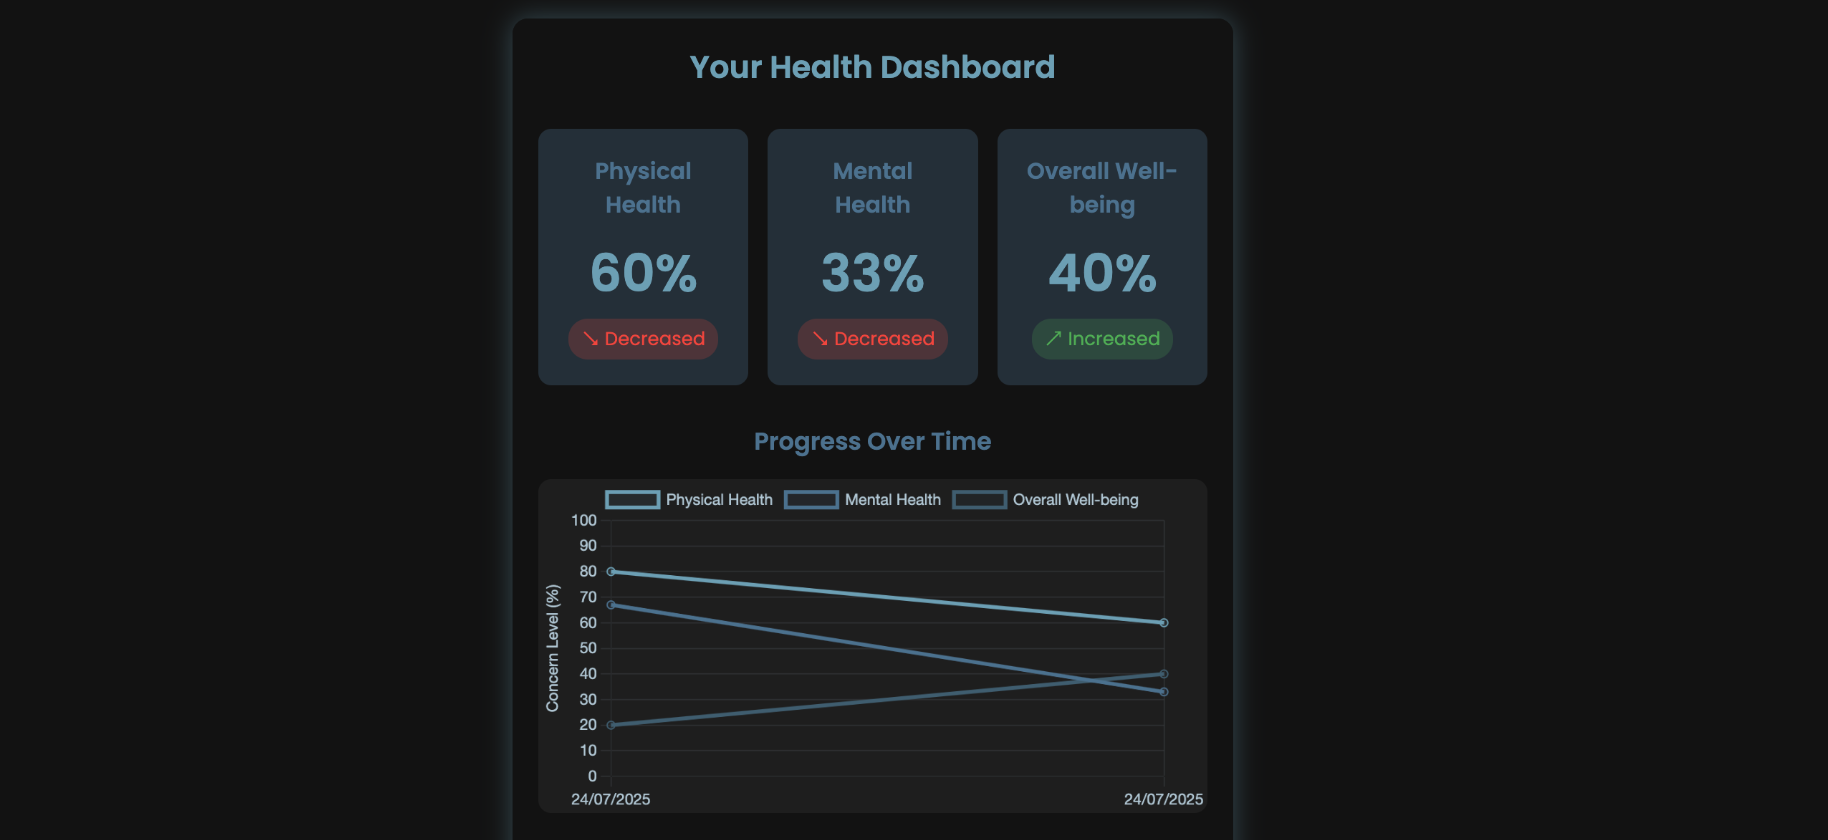 Your Health Dashboard
Physical
Health
60%
↘ Decreased
Mental
Health
33%
↘ Decreased
Overall Well-
being
40%
↗ Increased
Progress Over Time
Physical Health
Mental Health
Overall Well-being
Concern Level (%)
100
90
80
70
60
50
40
30
20
10
0
24/07/2025
24/07/2025